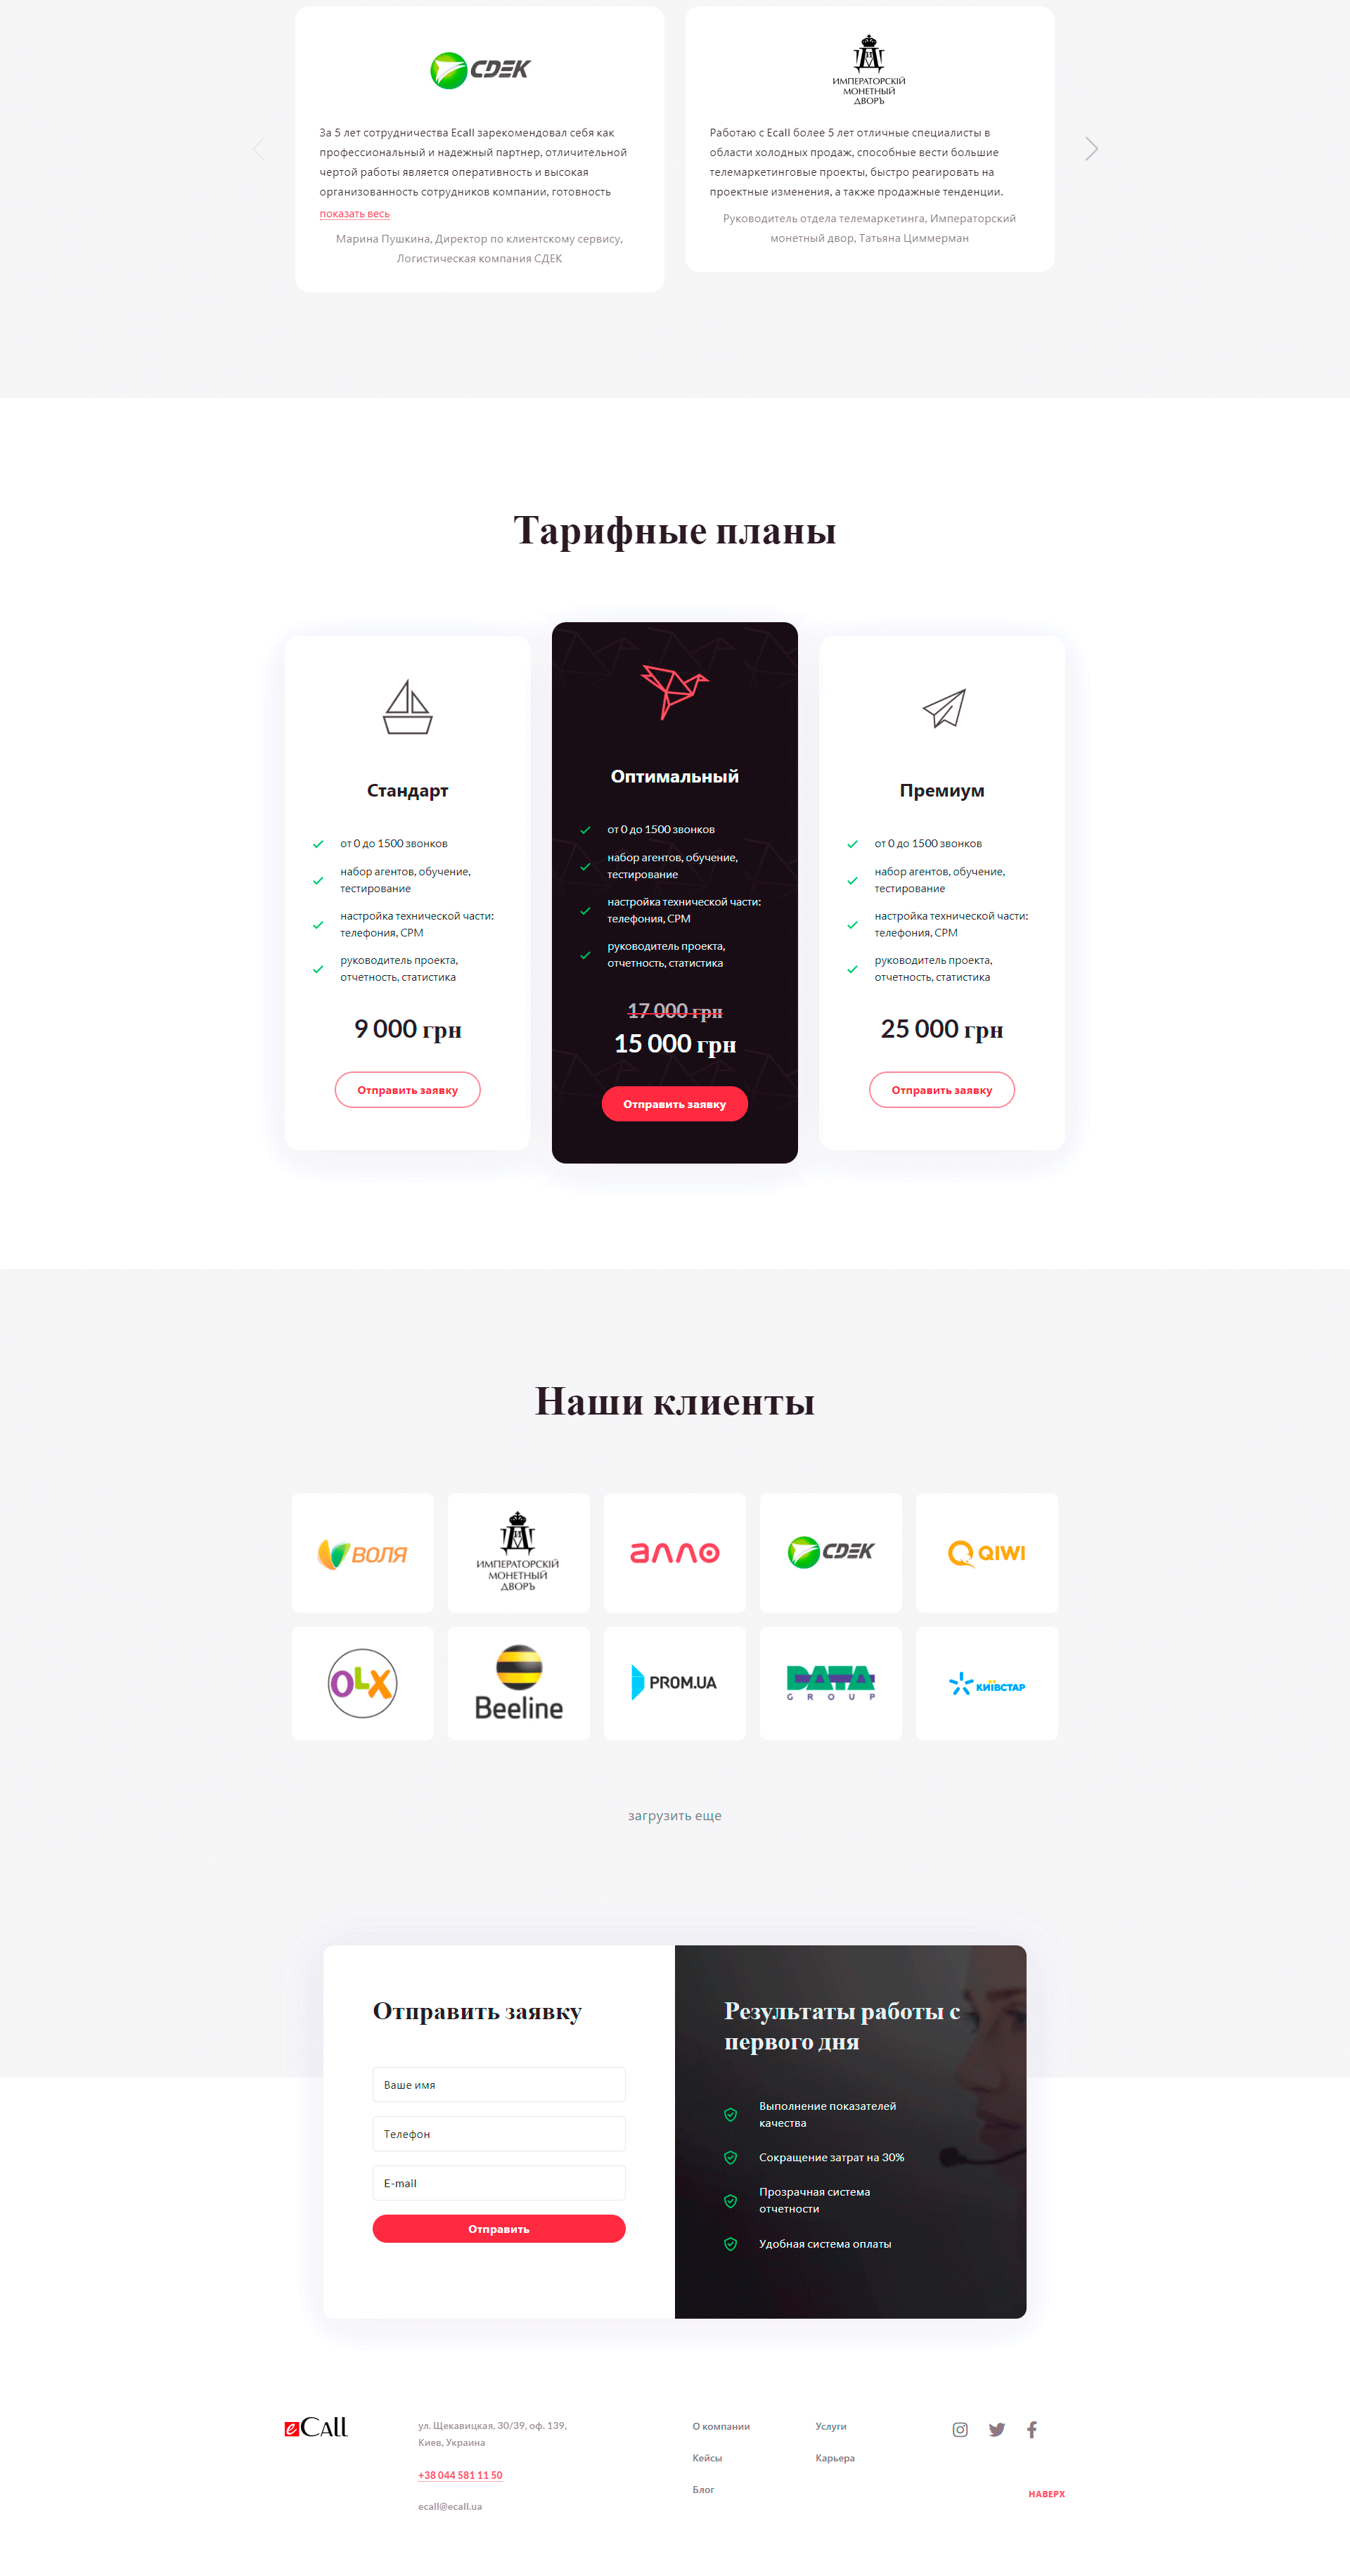 CDEK
За 5 лет сотрудничества Ecall зарекомендовал себя как
профессиональный и надежный партнер, отличительной
чертой работы является оперативность и высокая
организованность сотрудников компании, готовность
показать весь
Марина Пушкина, Директор по клиентскому сервису,
Логистическая компания СДЕК
ИМПЕРАТОРСКIЙ
МОНЕТНЫЙ
ДВОРЪ
Работаю с Ecall более 5 лет отличные специалисты в
области холодных продаж, способные вести большие
телемаркетинговые проекты, быстро реагировать на
проектные изменения, а также продажные тенденции.
Руководитель отдела телемаркетинга, Императорский
монетный двор, Татьяна Циммерман
Тарифные планы
Стандарт
от 0 до 1500 звонков
набор агентов, обучение,
тестирование
настройка технической части:
телефония, СРМ
руководитель проекта,
отчетность, статистика
9 000 грн
Отправить заявку
Оптимальный
от 0 до 1500 звонков
набор агентов, обучение,
тестирование
настройка технической части:
телефония, СРМ
руководитель проекта,
отчетность, статистика
17 000 грн
15 000 грн
Отправить заявку
Премиум
от 0 до 1500 звонков
набор агентов, обучение,
тестирование
настройка технической части:
телефония, СРМ
руководитель проекта,
отчетность, статистика
25 000 грн
Отправить заявку
Наши клиенты
ВОЛЯ
ИМПЕРАТОРСКIЙ
МОНЕТНЫЙ
ДВОРЪ
алло
CDEK
QIWI
OLX
Beeline
PROM.UA
DATA
GROUP
КИЇВСТАР
загрузить еще
Отправить заявку
Ваше имя
Телефон
E-mail
Отправить
Результаты работы с
первого дня
Выполнение показателей
качества
Сокращение затрат на 30%
Прозрачная система
отчетности
Удобная система оплаты
eCall
ул. Щекавицкая, 30/39, оф. 139,
Киев, Украина
+38 044 581 11 50
ecall@ecall.ua
О компании
Кейсы
Блог
Услуги
Карьера
НАВЕРХ